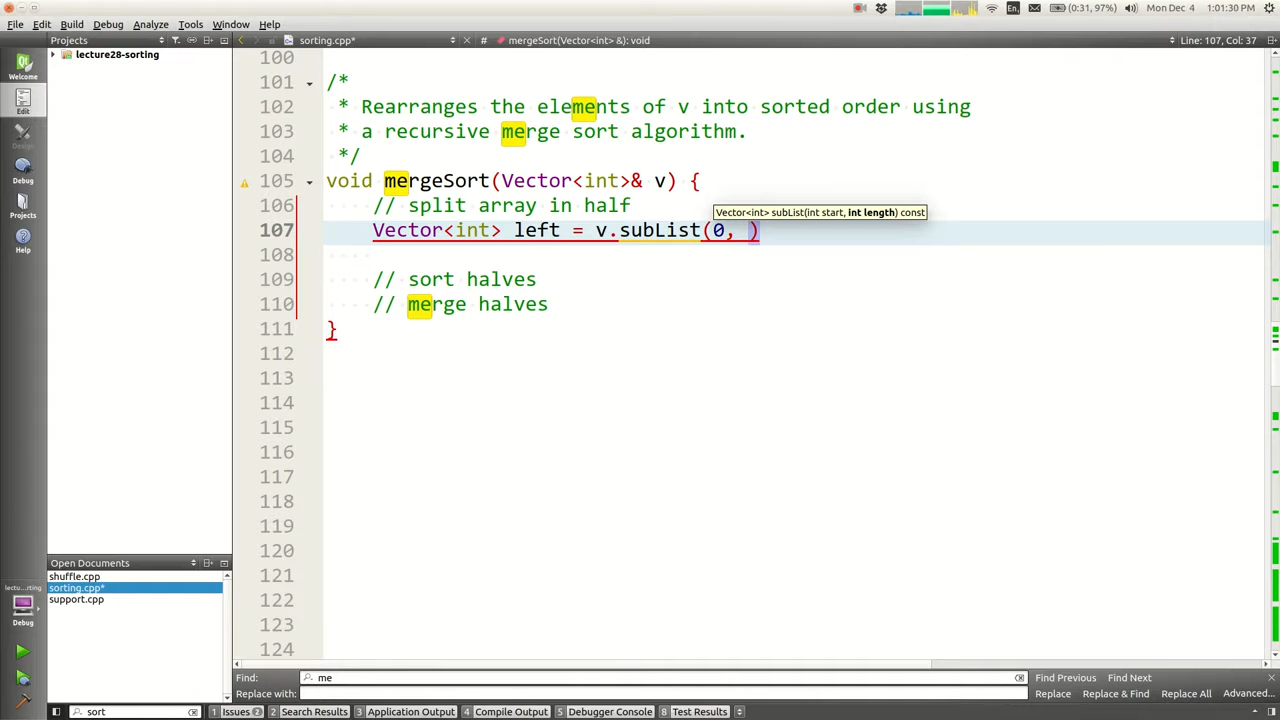 (0:31, 97%) Mon Dec 4 1:01:30 PM
File Edit Build Debug Analyze Tools Window Help
Projects
sorting.cpp*
mergeSort(Vector<int> &): void
Line: 107, Col: 37
lecture28-sorting
Welcome
Edit
Design
Debug
Projects
Help
100
101 /*
102 * Rearranges the elements of v into sorted order using
103 * a recursive merge sort algorithm.
104 */
105 void mergeSort(Vector<int>& v) {
106 // split array in half
Vector<int> subList(int start, int length) const
107 Vector<int> left = v.subList(0, )
108
109 // sort halves
110 // merge halves
111 }
112
113
114
115
116
117
118
119
120
121
122
123
124
Open Documents
shuffle.cpp
sorting.cpp*
support.cpp
lectu...rting
Debug
Find: me Find Previous Find Next
Replace with: Replace Replace & Find Replace All Advanced...
sort 1 Issues 2 2 Search Results 3 Application Output 4 Compile Output 5 Debugger Console 8 Test Results